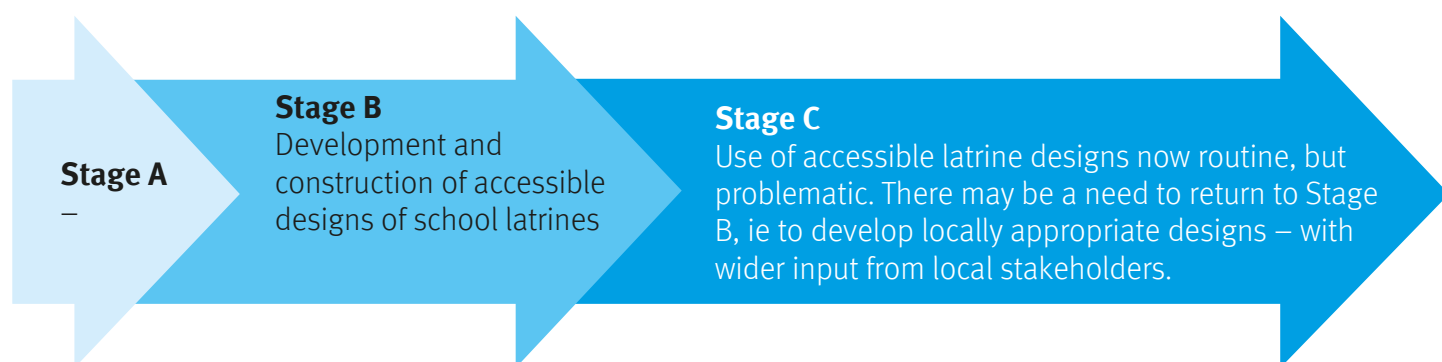 Stage A
–
Stage B
Development and
construction of accessible
designs of school latrines
Stage C
Use of accessible latrine designs now routine, but
problematic. There may be a need to return to Stage
B, ie to develop locally appropriate designs – with
wider input from local stakeholders.